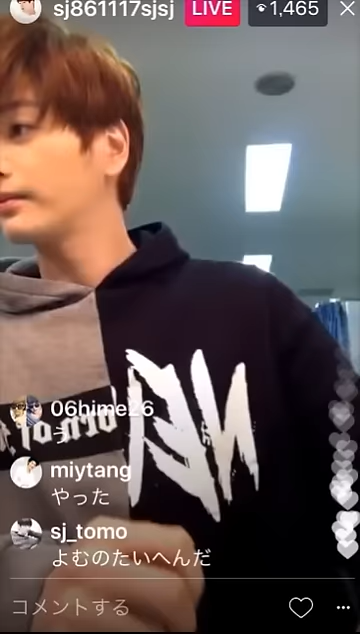 sj861117sjsj LIVE 1,465
06hime26
う
miytang
やった
sj_tomo
よむのたいへんだ
コメントする